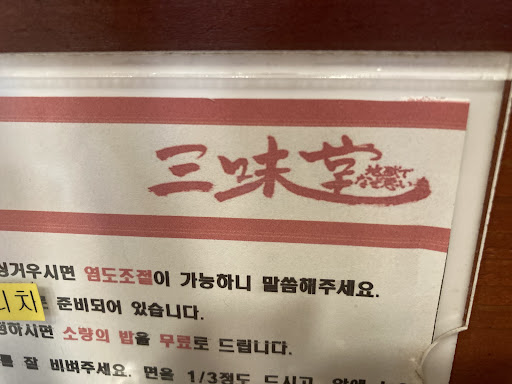 三味堂
싱거우시면 염도조절이 가능하니 말씀해주세요.
준비되어 있습니다.
하시면 소량의 밥을 무료로 드립니다.
를 잘 비벼주세요. 면을 1/3정도 드시고